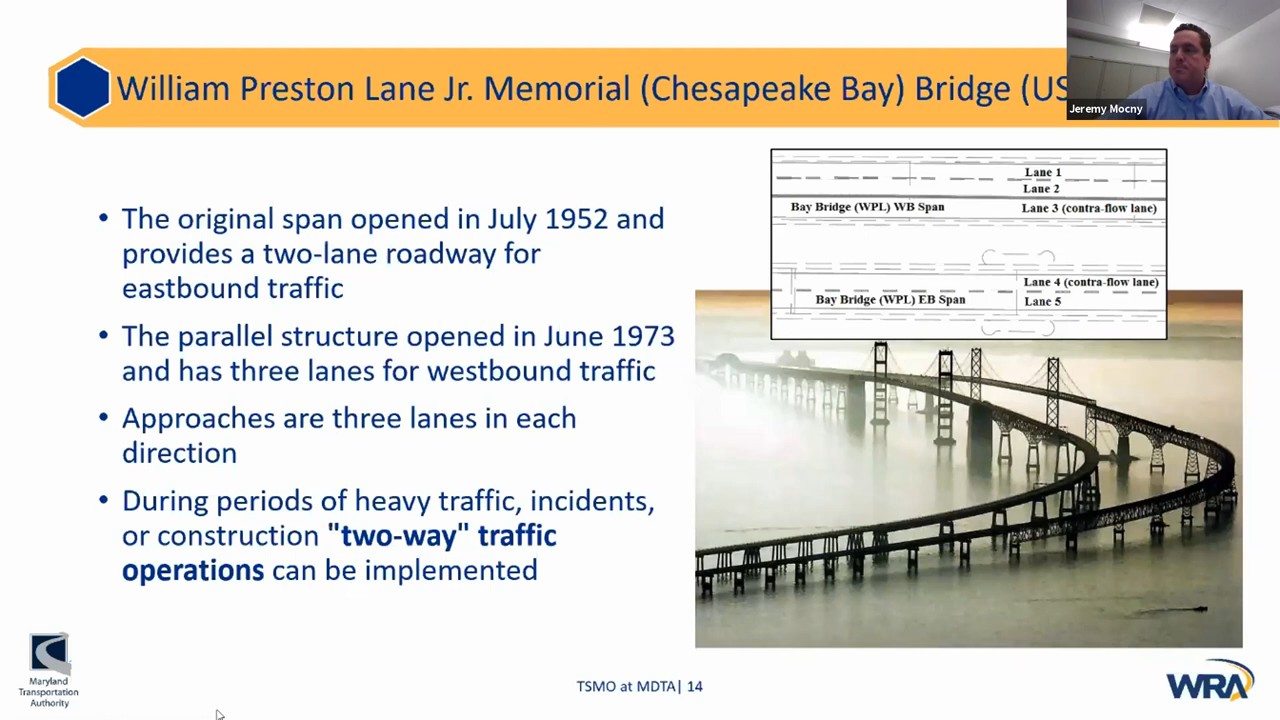 William Preston Lane Jr. Memorial (Chesapeake Bay) Bridge (US
Jeremy Mocny
• The original span opened in July 1952 and
provides a two-lane roadway for
eastbound traffic
• The parallel structure opened in June 1973
and has three lanes for westbound traffic
• Approaches are three lanes in each
direction
• During periods of heavy traffic, incidents,
or construction "two-way" traffic
operations can be implemented
Lane 1
Lane 2
Bay Bridge (WPL) WB Span
Lane 3 (contra-flow lane)
Lane 4 (contra-flow lane)
Bay Bridge (WPL) EB Span
Lane 5
Maryland
Transportation
Authority
TSMO at MDTA| 14
WRA